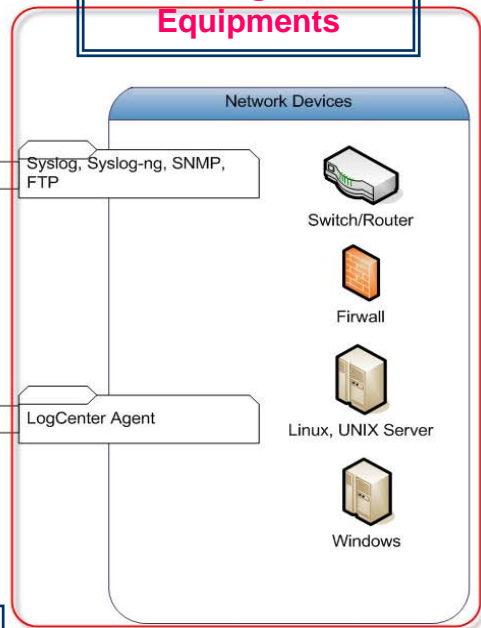 Equipments
Network Devices
Syslog, Syslog-ng, SNMP,
FTP
Switch/Router
Firwall
LogCenter Agent
Linux, UNIX Server
Windows